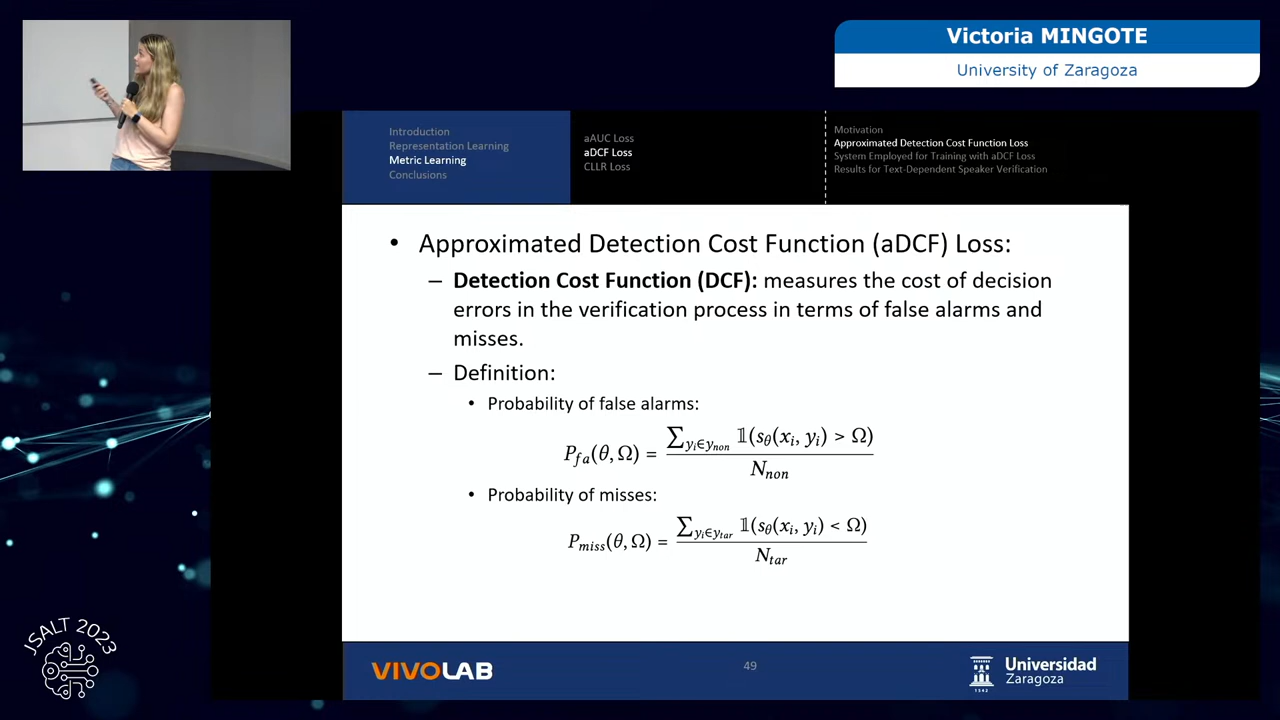 Victoria MINGOTE
University of Zaragoza
Introduction
Representation Learning
Metric Learning
Conclusions
aAUC Loss
aDCF Loss
CLLR Loss
Motivation
Approximated Detection Cost Function Loss
System Employed for Training with aDCF Loss
Results for Text-Dependent Speaker Verification
• Approximated Detection Cost Function (aDCF) Loss:
– Detection Cost Function (DCF): measures the cost of decision
errors in the verification process in terms of false alarms and
misses.
– Definition:
• Probability of false alarms:
P_fa(θ, Ω) = ∑_{y_i∈y_non} 𝟙(s_θ(x_i, y_i) > Ω) / N_non
• Probability of misses:
P_miss(θ, Ω) = ∑_{y_i∈y_tar} 𝟙(s_θ(x_i, y_i) < Ω) / N_tar
JSALT 2023
VIVOLAB
49
1542
Universidad
Zaragoza